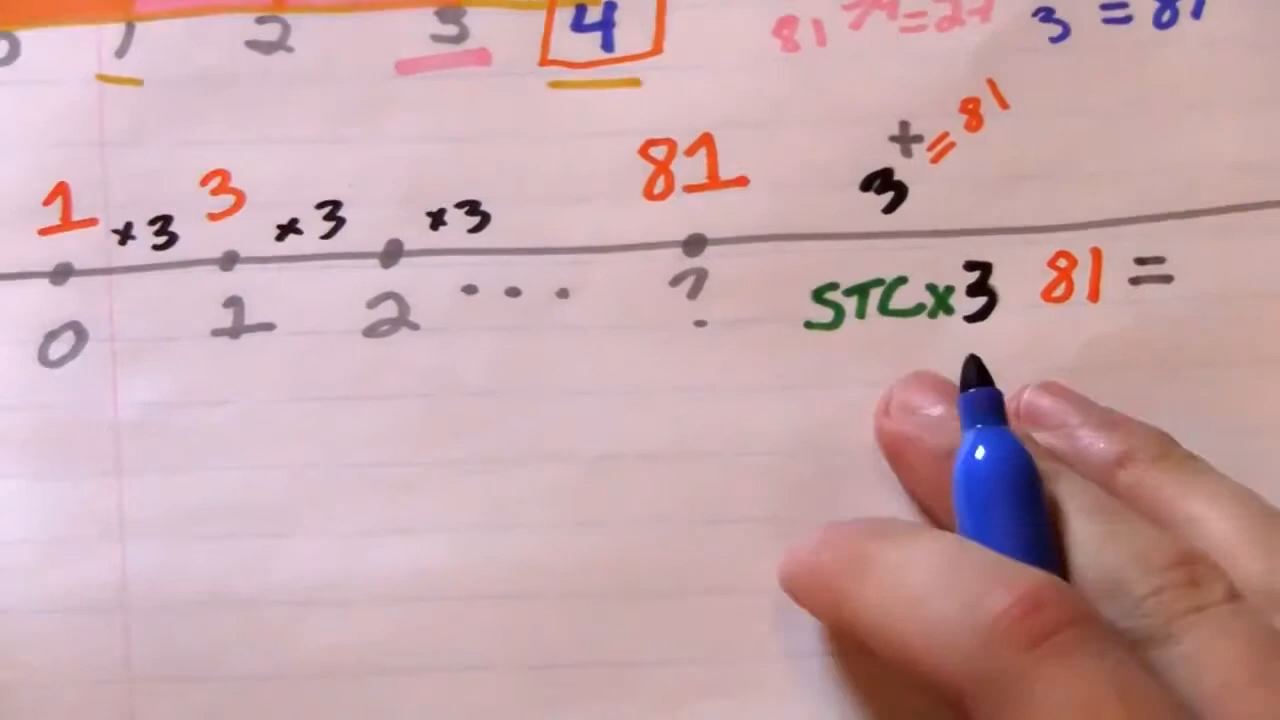 1 2 3 4 3 = 81
3 + = 81
1 ×3 3 ×3 ×3 81
0 1 2 ... ?
STC×3 81 =